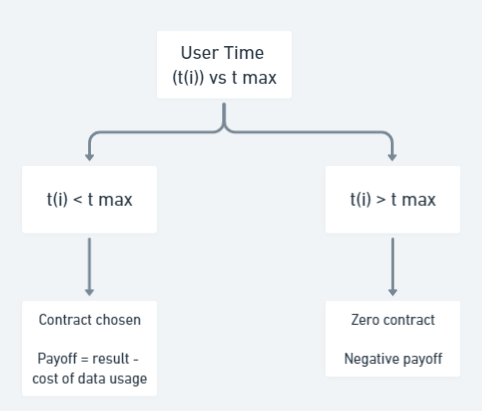 User Time
(t(i)) vs t max
t(i) < t max
t(i) > t max
Contract chosen
Payoff = result -
cost of data usage
Zero contract
Negative payoff